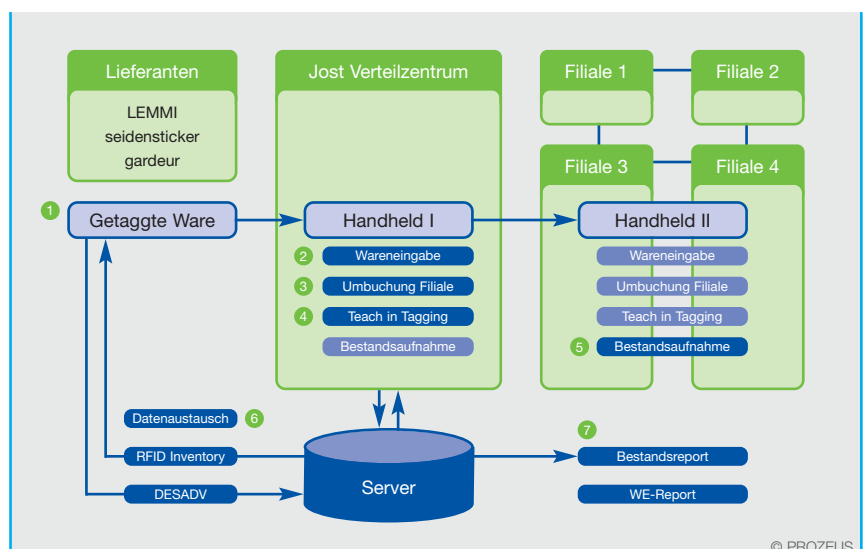 Lieferanten
LEMMI
seidensticker
gardeur
Jost Verteilzentrum
Filiale 1
Filiale 2
Filiale 3
Filiale 4
1
Getaggte Ware
Handheld I
Handheld II
2
Wareneingabe
3
Umbuchung Filiale
4
Teach in Tagging
Bestandsaufnahme
Wareneingabe
Umbuchung Filiale
Teach in Tagging
5
Bestandsaufnahme
Datenaustausch
6
RFID Inventory
DESADV
Server
7
Bestandsreport
WE-Report
© PROZEUS